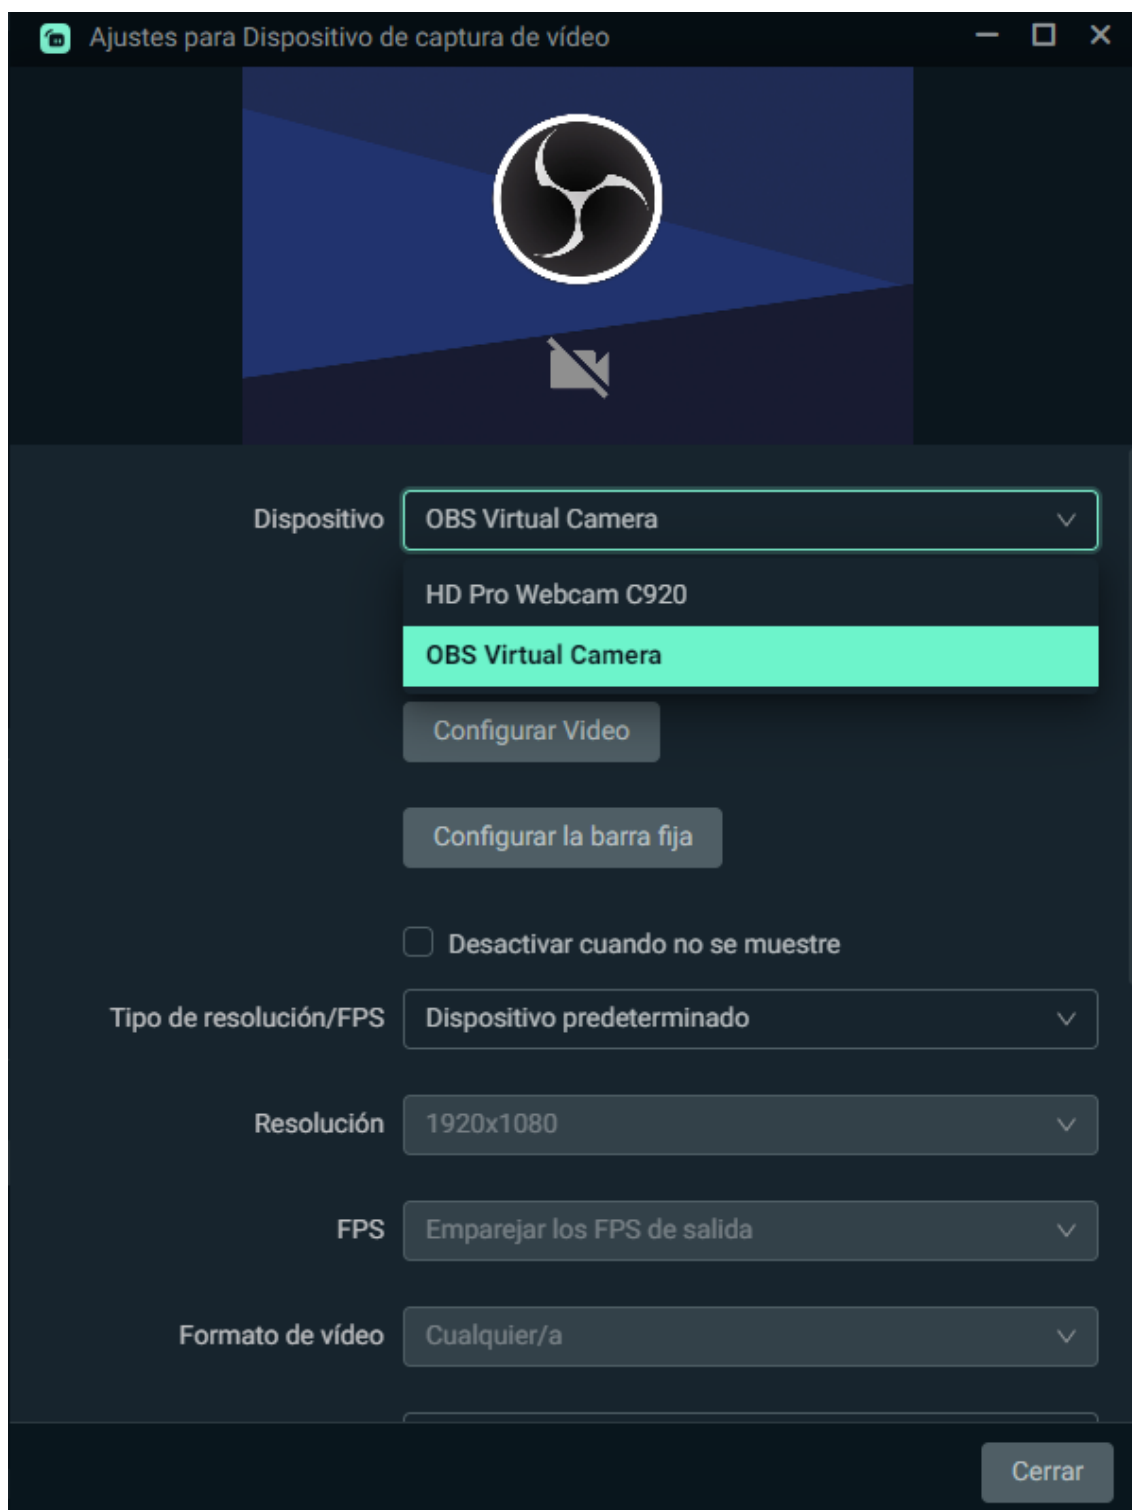 Ajustes para Dispositivo de captura de vídeo
Dispositivo
OBS Virtual Camera
HD Pro Webcam C920
OBS Virtual Camera
Configurar Video
Configurar la barra fija
Desactivar cuando no se muestre
Tipo de resolución/FPS
Dispositivo predeterminado
Resolución
1920x1080
FPS
Emparejar los FPS de salida
Formato de vídeo
Cualquier/a
Cerrar